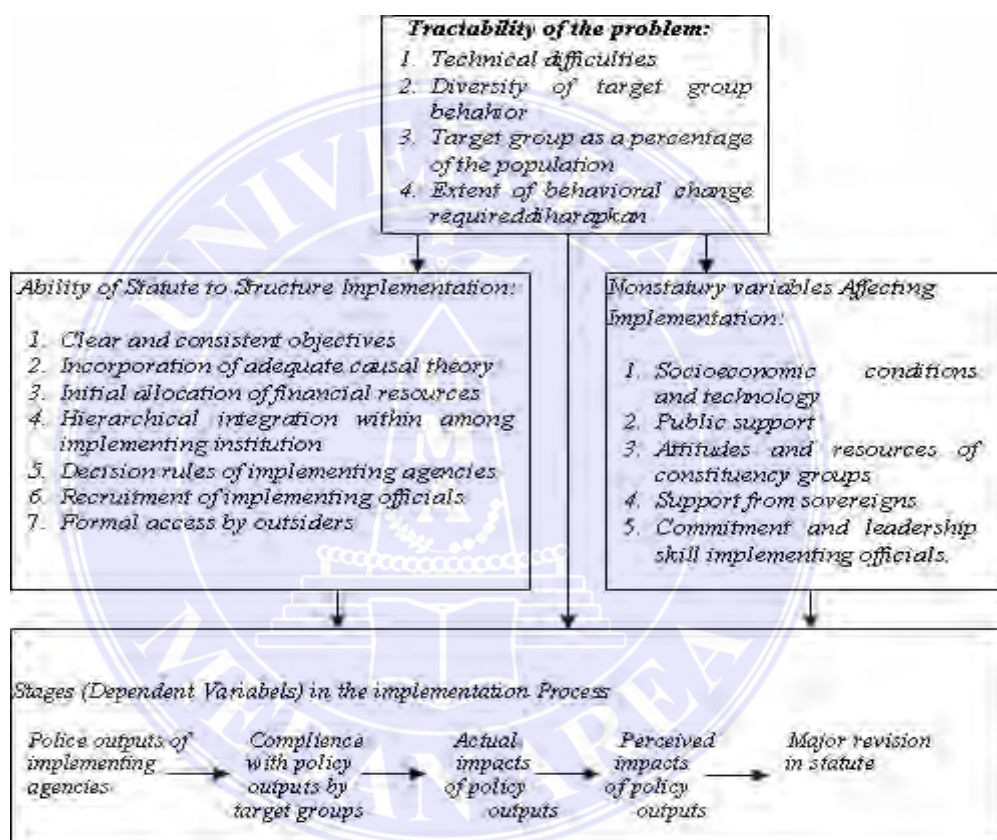 Tractability of the problem:
1. Technical difficulties
2. Diversity of target group
behahior
3. Target group as a percentage
of the population
4. Extent of behavioral change
requireddiharapkan
Ability of Statute to Structure Implementation:
1. Clear and consistent objectives
2. Incorporation of adequate causal theory
3. Initial allocation of financial resources
4. Hierarchical integration within among
implementing institution
5. Decision rules of implementing agencies
6. Recruitment of implementing officials
7. Formal access by outsiders
Nonstatury variables Affecting
Implementation:
1. Socioeconomic conditions
and technology
2. Public support
3. Attitudes and resources of
constituency groups
4. Support from sovereigns
5. Commitment and leadership
skill implementing officials.
Stages (Dependent Variabels) in the implementation Process
Police outputs of
implementing
agencies
Complience
with policy
outputs by
target groups
Actual
impacts
of policy
outputs
Perceived
impacts
of policy
outputs
Major revision
in statute
UNIVERSITAS
MEDAN AREA